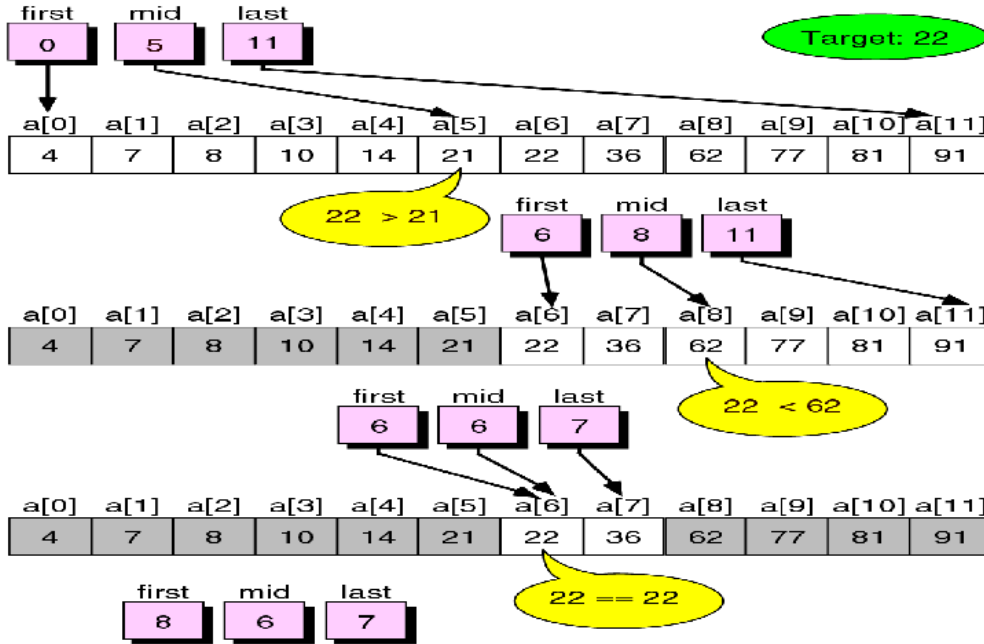 first mid last
0 5 11
Target: 22
a[0] a[1] a[2] a[3] a[4] a[5] a[6] a[7] a[8] a[9] a[10] a[11]
4 7 8 10 14 21 22 36 62 77 81 91
22 > 21
first mid last
6 8 11
a[0] a[1] a[2] a[3] a[4] a[5] a[6] a[7] a[8] a[9] a[10] a[11]
4 7 8 10 14 21 22 36 62 77 81 91
22 < 62
first mid last
6 6 7
a[0] a[1] a[2] a[3] a[4] a[5] a[6] a[7] a[8] a[9] a[10] a[11]
4 7 8 10 14 21 22 36 62 77 81 91
22 == 22
first mid last
8 6 7